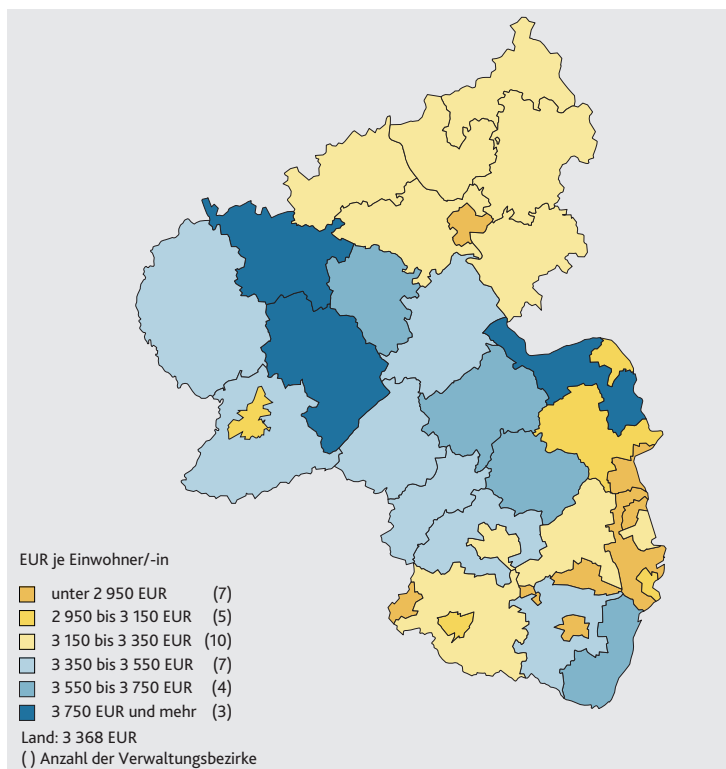 EUR je Einwohner/-in
unter 2 950 EUR (7)
2 950 bis 3 150 EUR (5)
3 150 bis 3 350 EUR (10)
3 350 bis 3 550 EUR (7)
3 550 bis 3 750 EUR (4)
3 750 EUR und mehr (3)
Land: 3 368 EUR
( ) Anzahl der Verwaltungsbezirke